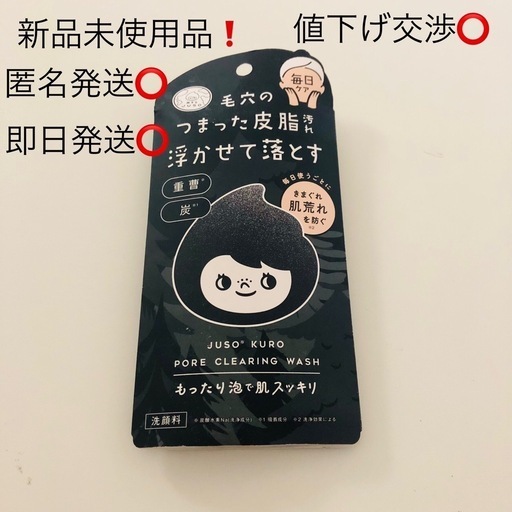 新品未使用品❗
値下げ交渉⭕
匿名発送⭕
即日発送⭕
毎日
ケア
毛穴の
つまった皮脂汚れ
浮かせて落とす
重曹
炭
毎日使うごとに
きまぐれ
肌荒れ
を防ぐ
JUSO KURO
PORE CLEARING WASH
もったり泡で肌スッキリ
洗顔料